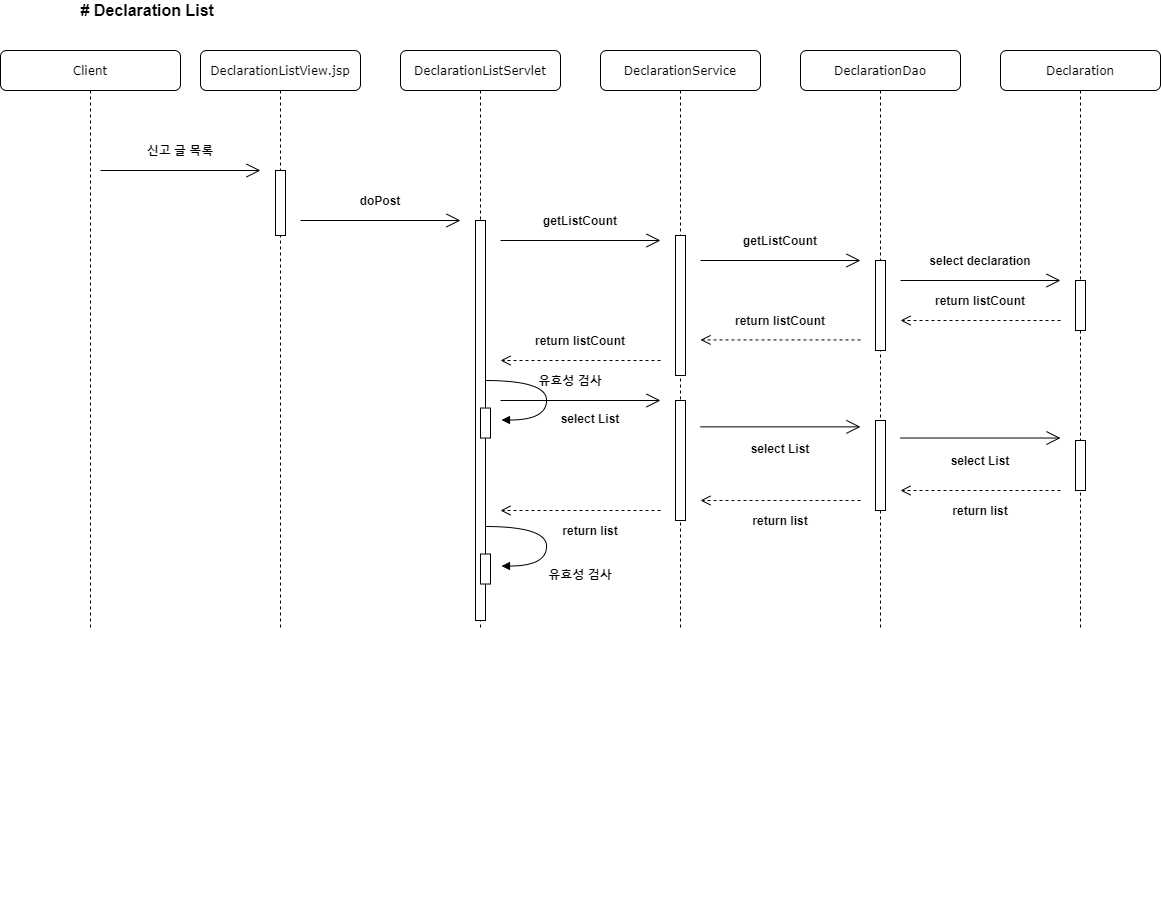 # Declaration List
Client
DeclarationListView.jsp
DeclarationListServlet
DeclarationService
DeclarationDao
Declaration
신고 글 목록
doPost
getListCount
getListCount
select declaration
return listCount
return listCount
return listCount
유효성 검사
select List
select List
select List
return list
return list
return list
유효성 검사